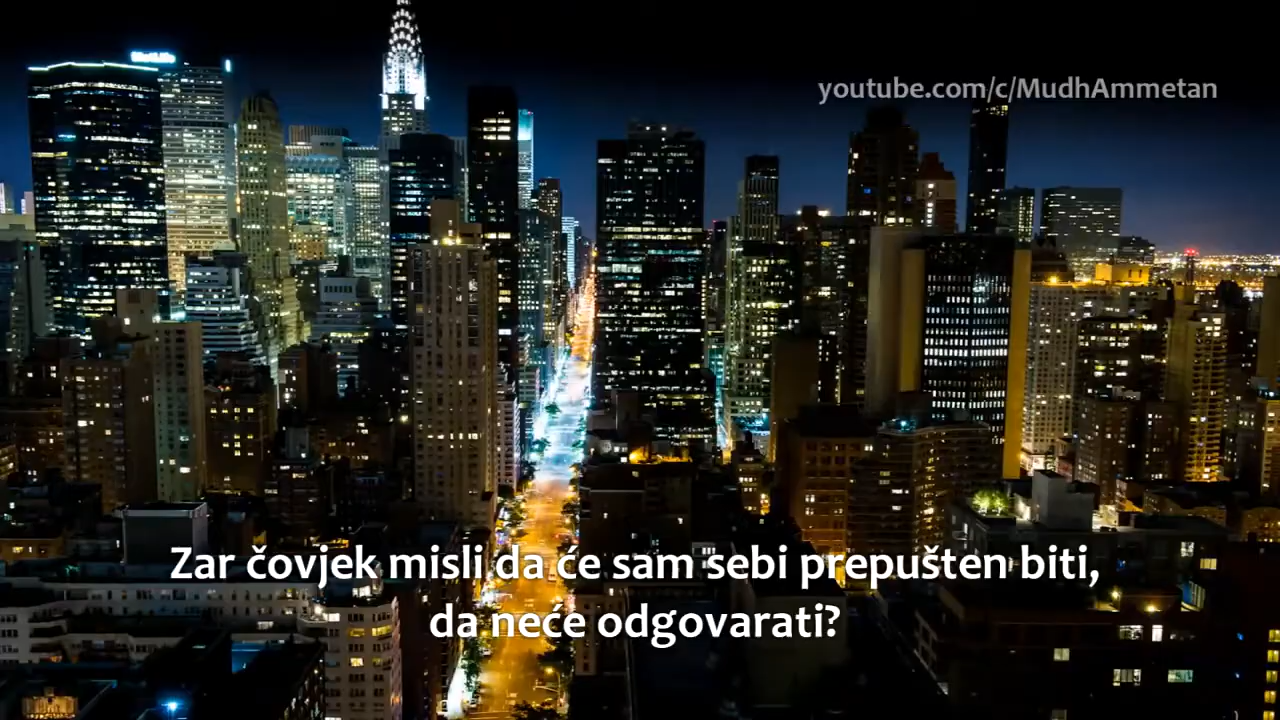 youtube.com/c/MudhAmmetan
Zar čovjek misli da će sam sebi prepušten biti,
da neće odgovarati?